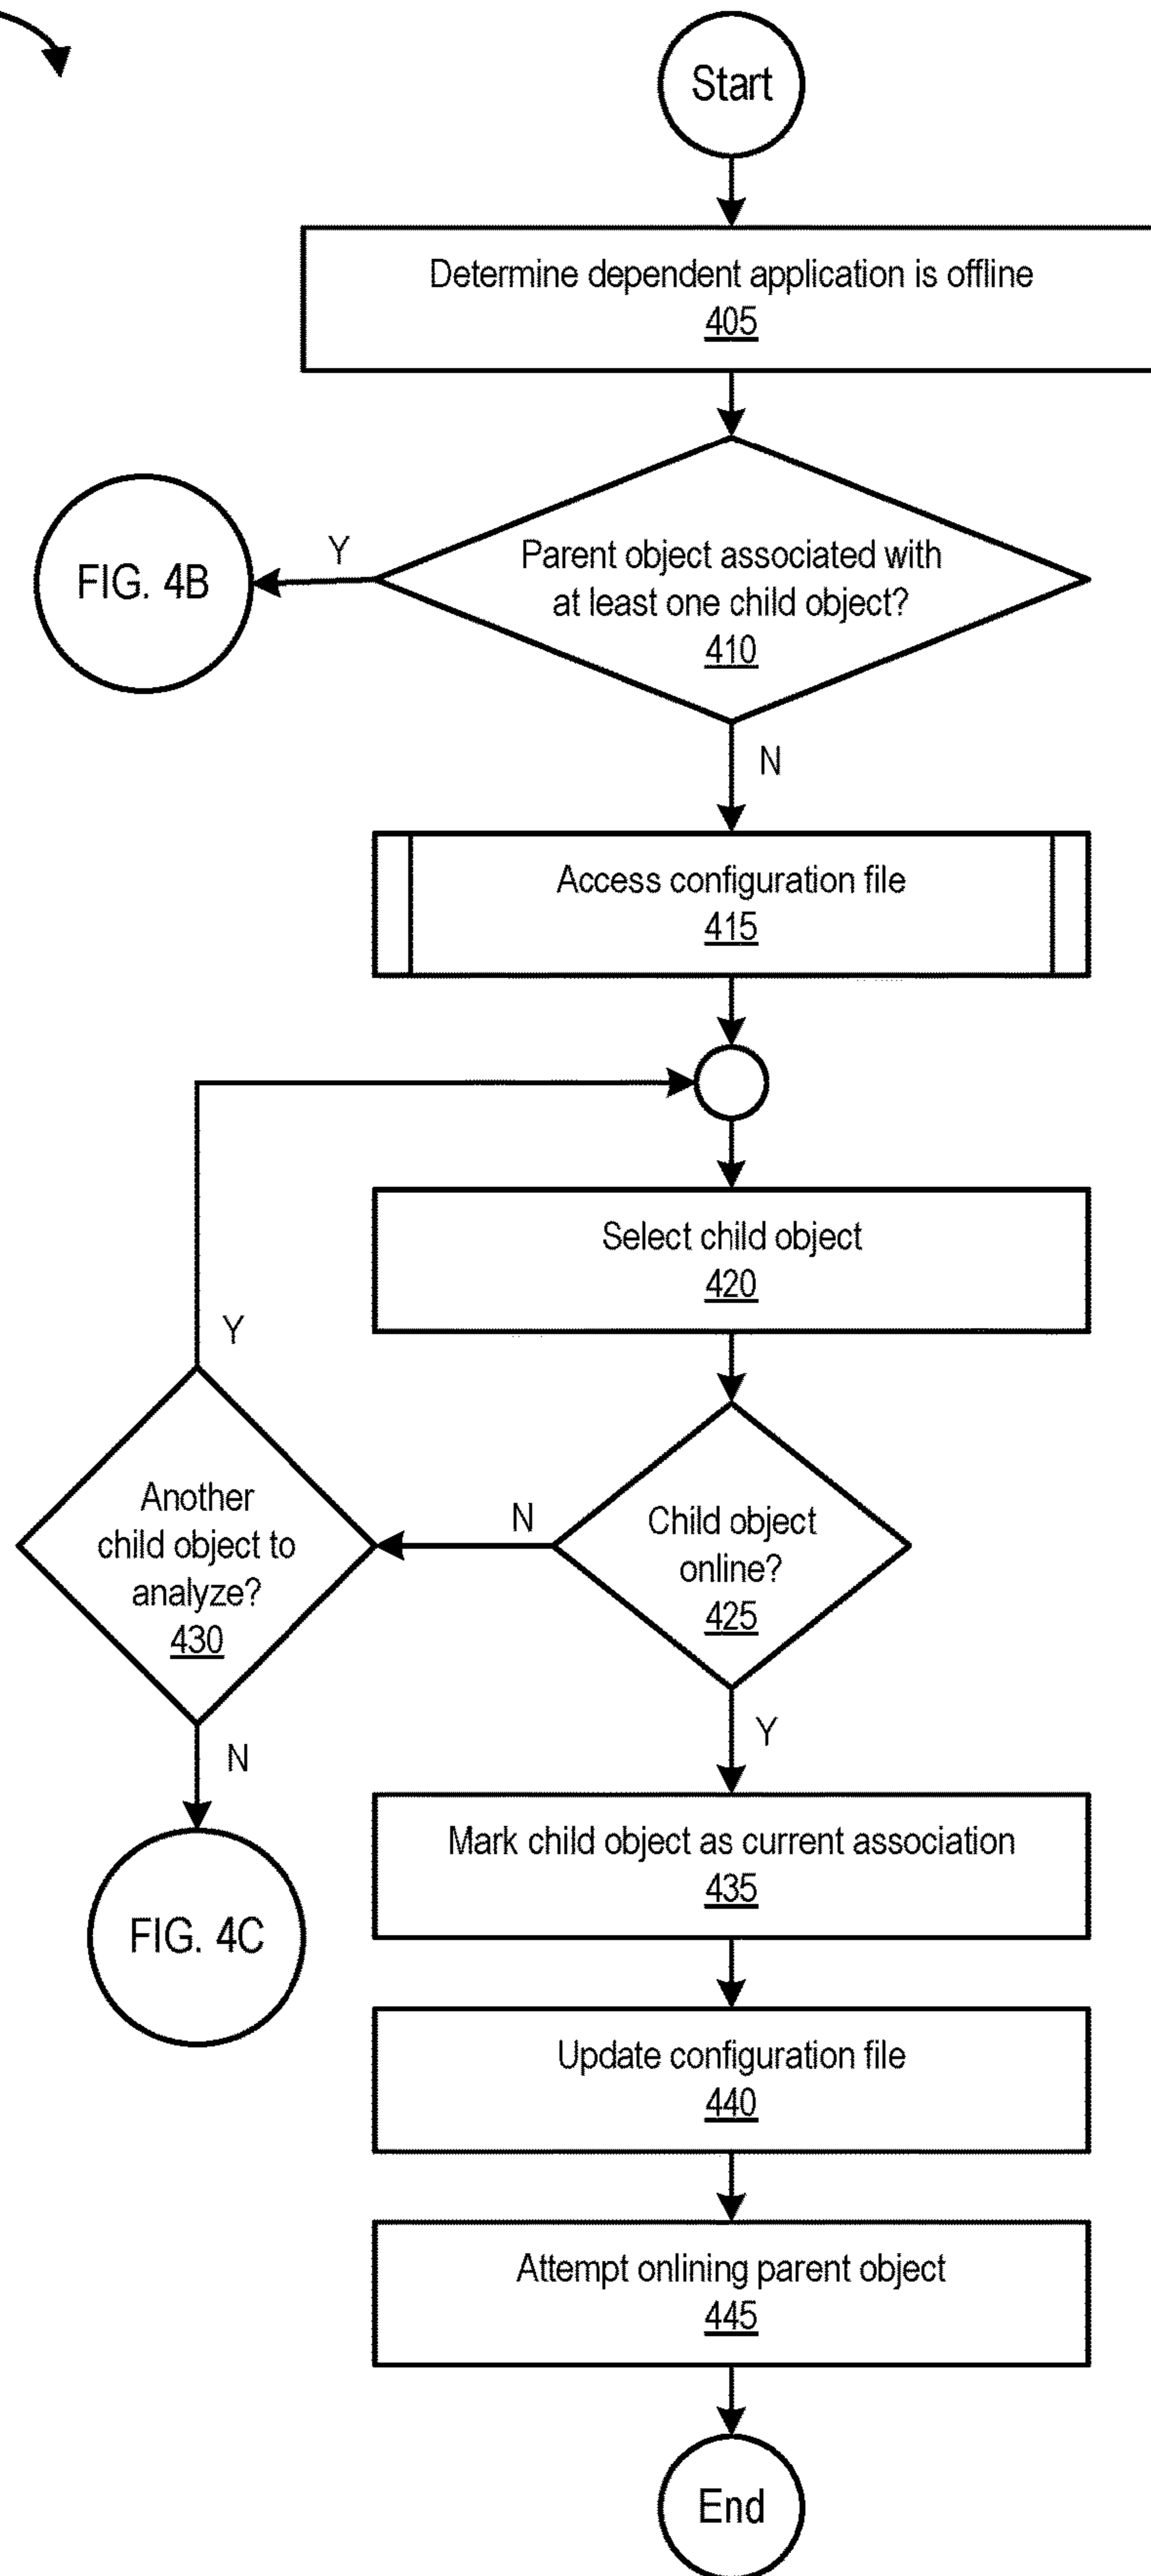 Start
Determine dependent application is offline
405
Parent object associated with
at least one child object?
410
Y
FIG. 4B
N
Access configuration file
415
Select child object
420
Child object
online?
425
N
Another
child object to
analyze?
430
Y
N
FIG. 4C
Y
Mark child object as current association
435
Update configuration file
440
Attempt onlining parent object
445
End